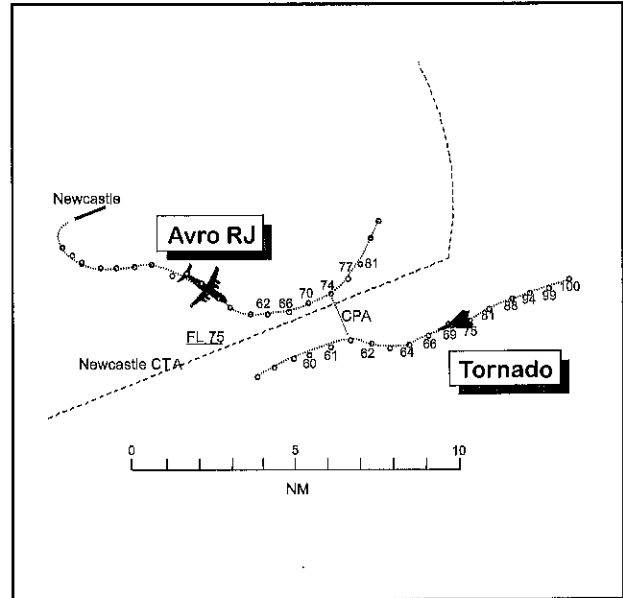 Newcastle
Avro RJ
62 66 70 74 77 81
CPA
FL 75
Newcastle CTA
60 61 62 64 66 69 75 81 88 94 99 100
Tornado
0 5 10
NM